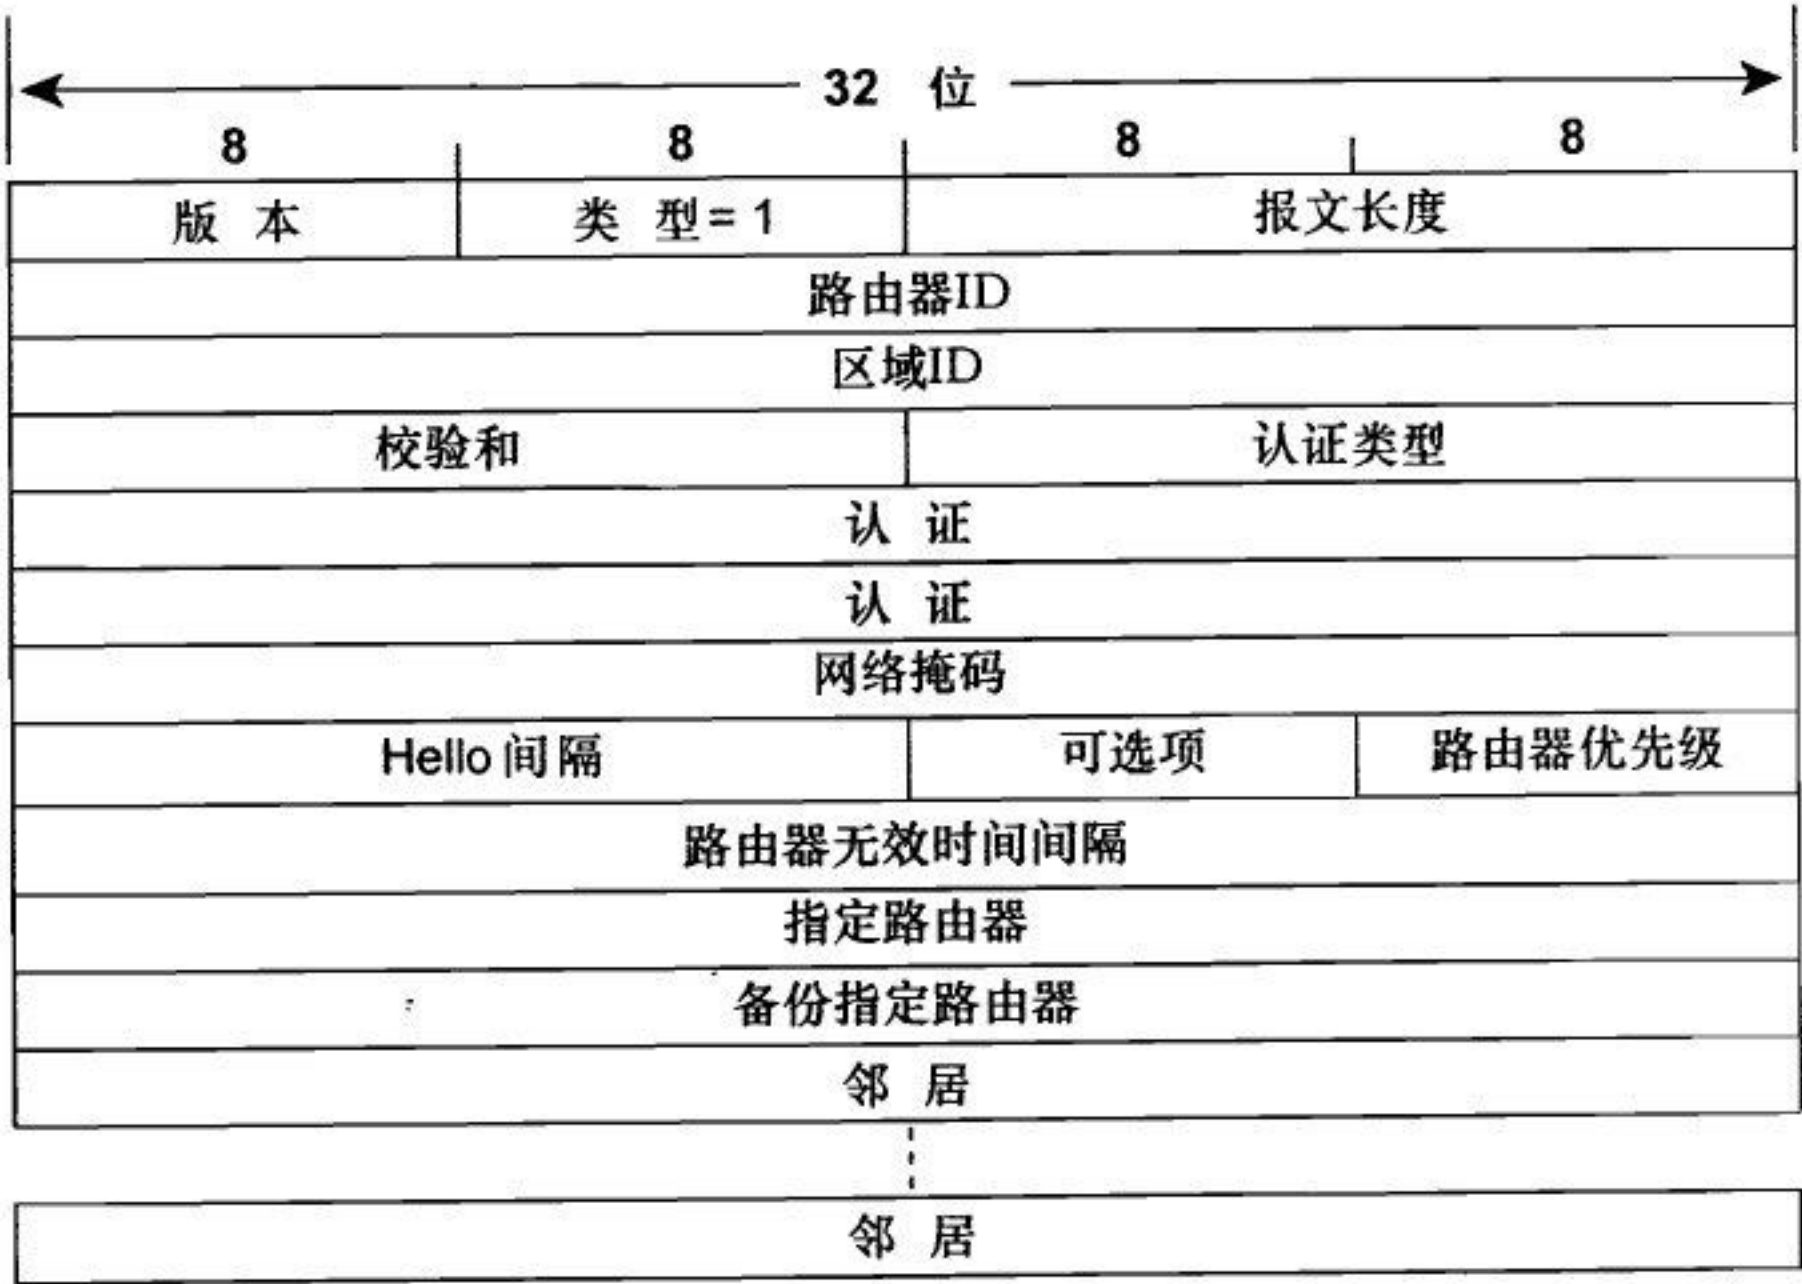 32 位
8 8 8 8
版 本 类 型 = 1 报文长度
路由器ID
区域ID
校验和 认证类型
认 证
认 证
网络掩码
Hello 间隔 可选项 路由器优先级
路由器无效时间间隔
指定路由器
备份指定路由器
邻 居
邻 居